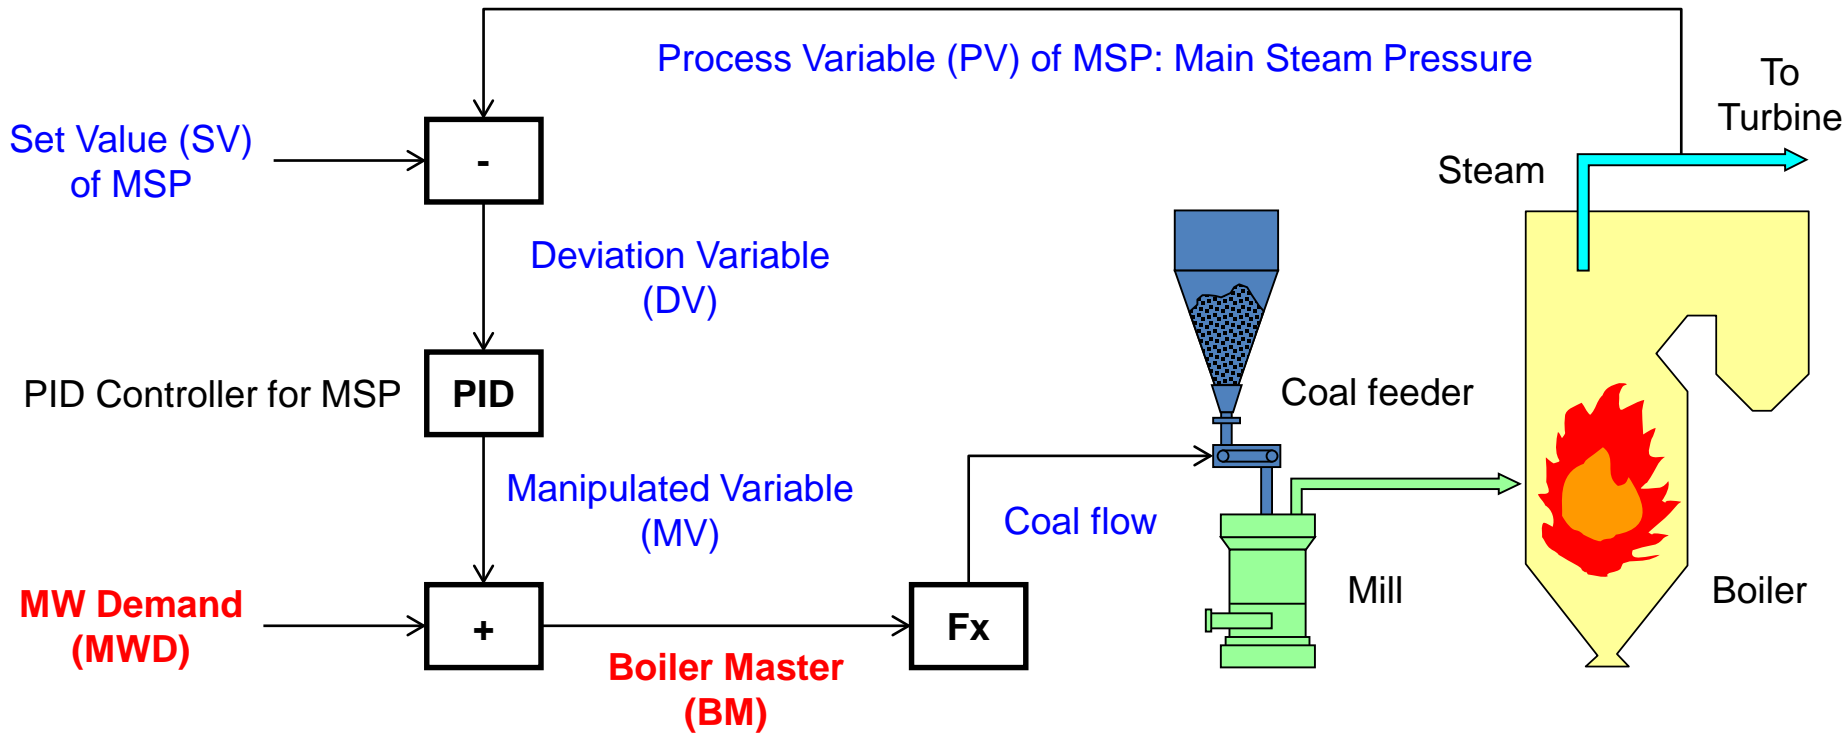 Process Variable (PV) of MSP: Main Steam Pressure
To
Turbine
Set Value (SV)
of MSP
-
Steam
Deviation Variable
(DV)
PID Controller for MSP
PID
Coal feeder
Manipulated Variable
(MV)
Coal flow
MW Demand
(MWD)
+
Fx
Mill
Boiler
Boiler Master
(BM)